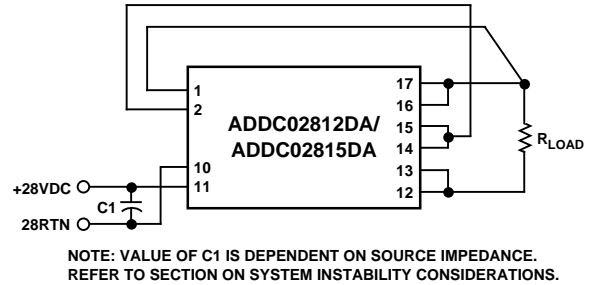 1
2
10
11
ADDC02812DA/
ADDC02815DA
17
16
15
14
13
12
RLOAD
+28VDC
C1
28RTN
NOTE: VALUE OF C1 IS DEPENDENT ON SOURCE IMPEDANCE.
REFER TO SECTION ON SYSTEM INSTABILITY CONSIDERATIONS.